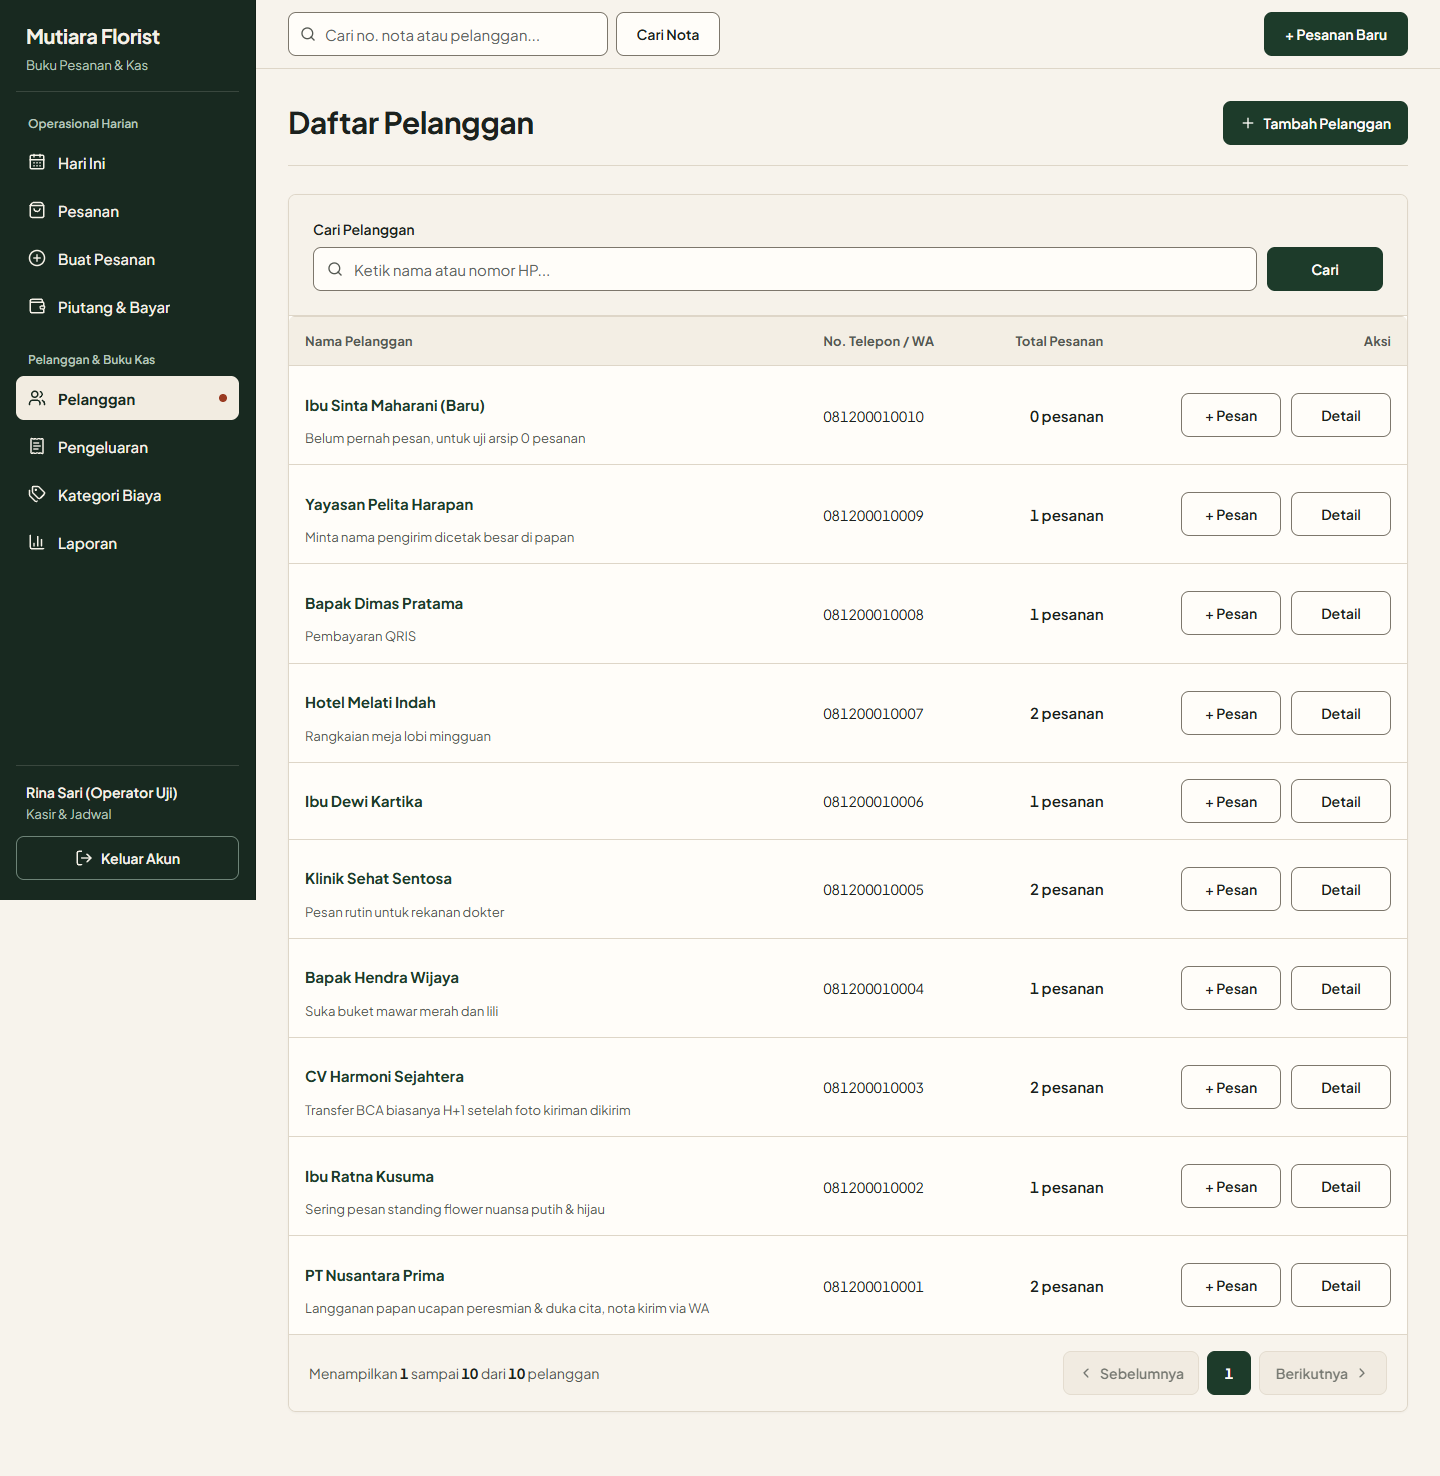 Mutiara Florist
Buku Pesanan & Kas
Operasional Harian
Hari Ini
Pesanan
Buat Pesanan
Piutang & Bayar
Pelanggan & Buku Kas
Pelanggan
Pengeluaran
Kategori Biaya
Laporan
Rina Sari (Operator Uji)
Kasir & Jadwal
Keluar Akun
Cari no. nota atau pelanggan...
Cari Nota
+ Pesanan Baru
Daftar Pelanggan
+ Tambah Pelanggan
Cari Pelanggan
Ketik nama atau nomor HP...
Cari
Nama Pelanggan No. Telepon / WA Total Pesanan Aksi
Ibu Sinta Maharani (Baru)
Belum pernah pesan, untuk uji arsip 0 pesanan
081200010010 0 pesanan + Pesan Detail
Yayasan Pelita Harapan
Minta nama pengirim dicetak besar di papan
081200010009 1 pesanan + Pesan Detail
Bapak Dimas Pratama
Pembayaran QRIS
081200010008 1 pesanan + Pesan Detail
Hotel Melati Indah
Rangkaian meja lobi mingguan
081200010007 2 pesanan + Pesan Detail
Ibu Dewi Kartika 081200010006 1 pesanan + Pesan Detail
Klinik Sehat Sentosa
Pesan rutin untuk rekanan dokter
081200010005 2 pesanan + Pesan Detail
Bapak Hendra Wijaya
Suka buket mawar merah dan lili
081200010004 1 pesanan + Pesan Detail
CV Harmoni Sejahtera
Transfer BCA biasanya H+1 setelah foto kiriman dikirim
081200010003 2 pesanan + Pesan Detail
Ibu Ratna Kusuma
Sering pesan standing flower nuansa putih & hijau
081200010002 1 pesanan + Pesan Detail
PT Nusantara Prima
Langganan papan ucapan peresmian & duka cita, nota kirim via WA
081200010001 2 pesanan + Pesan Detail
Menampilkan 1 sampai 10 dari 10 pelanggan
Sebelumnya 1 Berikutnya